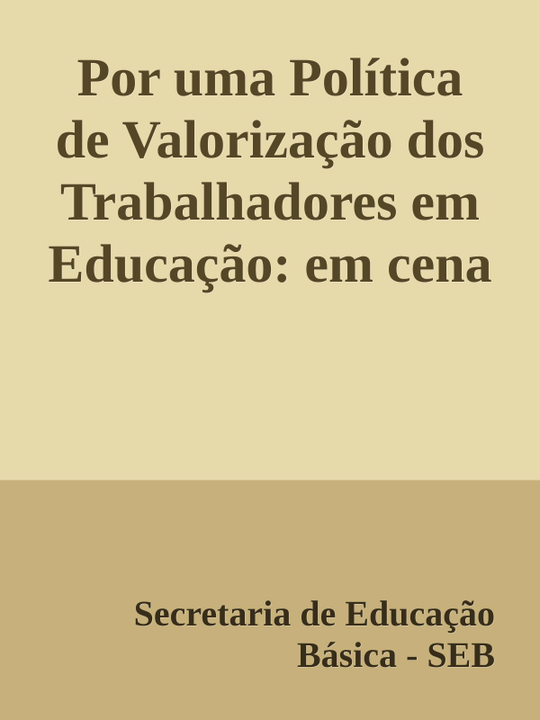 Por uma Política
de Valorização dos
Trabalhadores em
Educação: em cena
Secretaria de Educação
Básica - SEB